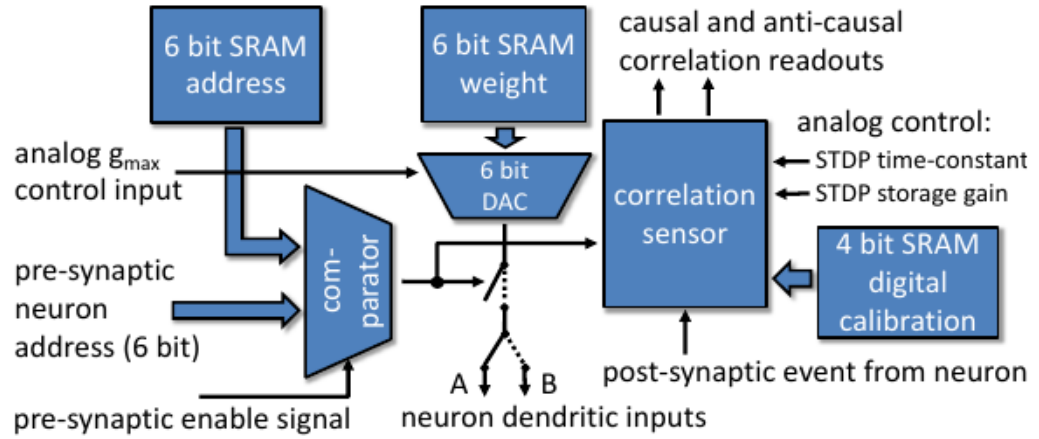 6 bit SRAM
address
6 bit SRAM
weight
causal and anti-causal
correlation readouts
analog g_max
control input
6 bit
DAC
correlation
sensor
analog control:
STDP time-constant
STDP storage gain
com-
parator
pre-synaptic
neuron
address (6 bit)
4 bit SRAM
digital
calibration
A
B
pre-synaptic enable signal
neuron dendritic inputs
post-synaptic event from neuron